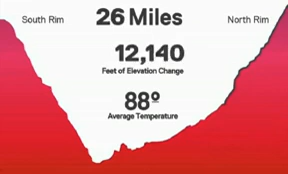 South Rim
26 Miles
North Rim
12,140
Feet of Elevation Change
88º
Average Temperature